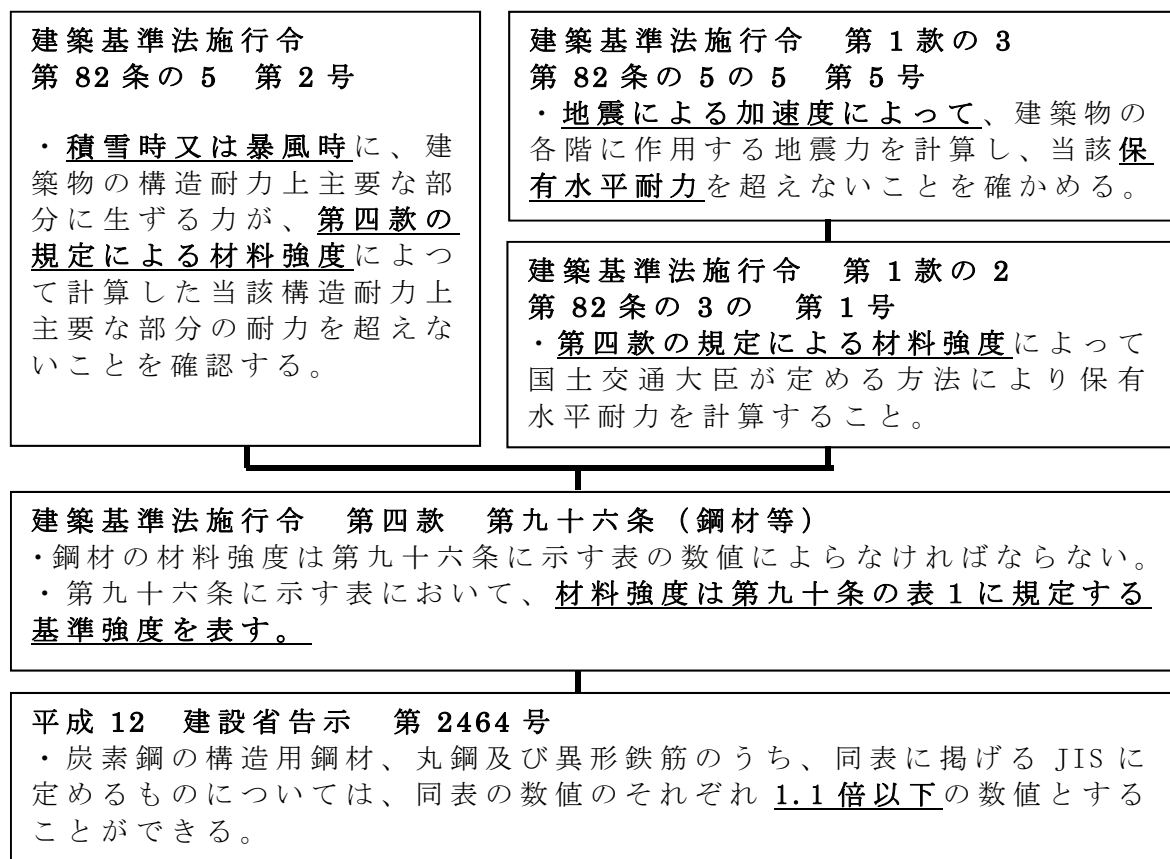 建築基準法施行令
第 82 条の 5　第 2 号
・積雪時又は暴風時に、建
築物の構造耐力上主要な部
分に生ずる力が、第四款の
規定による材料強度によつ
て計算した当該構造耐力上
主要な部分の耐力を超えな
いことを確認する。
建築基準法施行令　第 1 款の 3
第 82 条の 5 の 5　第 5 号
・地震による加速度によって、建築物の
各階に作用する地震力を計算し、当該保
有水平耐力を超えないことを確かめる。
建築基準法施行令　第 1 款の 2
第 82 条の 3 の　第 1 号
・第四款の規定による材料強度によって
国土交通大臣が定める方法により保有
水平耐力を計算すること。
建築基準法施行令　第四款　第九十六条（鋼材等）
・鋼材の材料強度は第九十六条に示す表の数値によらなければならない。
・第九十六条に示す表において、材料強度は第九十条の表 1 に規定する
基準強度を表す。
平成 12　建設省告示　第 2464 号
・炭素鋼の構造用鋼材、丸鋼及び異形鉄筋のうち、同表に掲げる JIS に
定めるものについては、同表の数値のそれぞれ 1.1 倍以下の数値とする
ことができる。